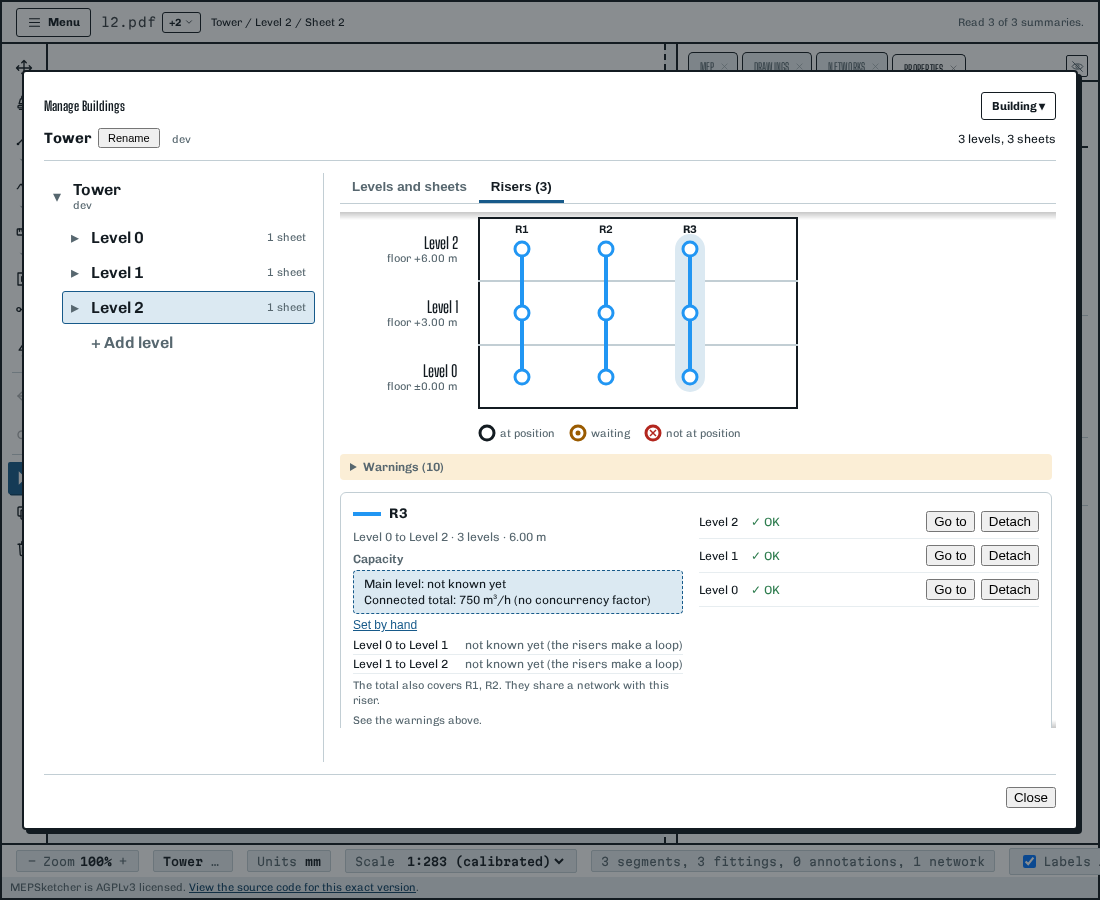 Menu
l2.pdf
+2
Tower / Level 2 / Sheet 2
Read 3 of 3 summaries.
MEP ×
DRAWINGS ×
NETWORKS ×
PROPERTIES
Manage Buildings
Building ▾
Tower
Rename
dev
3 levels, 3 sheets
▼ Tower
dev
▶ Level 0 1 sheet
▶ Level 1 1 sheet
▶ Level 2 1 sheet
+ Add level
Levels and sheets
Risers (3)
R1 R2 R3
Level 2
floor +6.00 m
Level 1
floor +3.00 m
Level 0
floor ±0.00 m
at position
waiting
not at position
▶ Warnings (10)
R3
Level 0 to Level 2 · 3 levels · 6.00 m
Capacity
Main level: not known yet
Connected total: 750 m³/h (no concurrency factor)
Set by hand
Level 0 to Level 1 not known yet (the risers make a loop)
Level 1 to Level 2 not known yet (the risers make a loop)
The total also covers R1, R2. They share a network with this
riser.
See the warnings above.
Level 2 ✓ OK Go to Detach
Level 1 ✓ OK Go to Detach
Level 0 ✓ OK Go to Detach
Close
− Zoom 100% +
Tower …
Units mm
Scale 1:283 (calibrated)
3 segments, 3 fittings, 0 annotations, 1 network
Labels
MEPSketcher is AGPLv3 licensed. View the source code for this exact version.